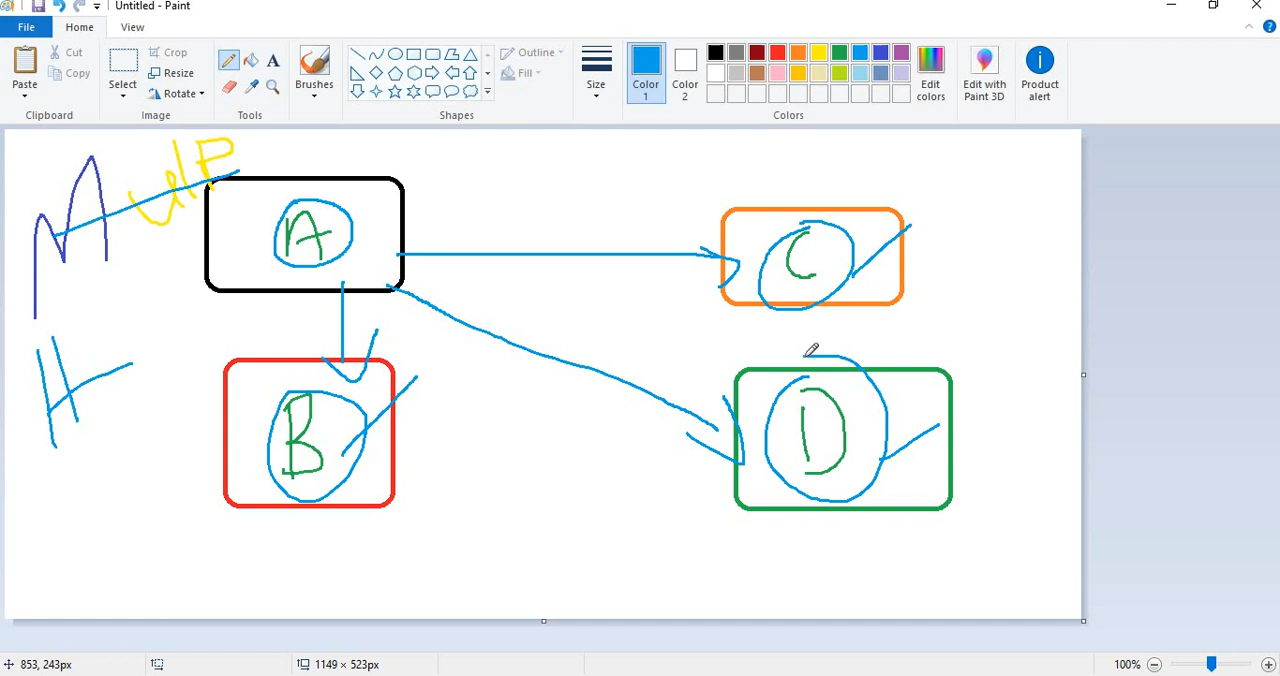 Untitled - Paint
File Home View
Cut
Copy
Paste
Clipboard
Crop
Resize
Rotate
Select
Image
Tools
Brushes
Outline
Fill
Shapes
Size
Color 1
Color 2
Edit colors
Edit with Paint 3D
Product alert
Colors
A
C
B
D
H
853, 243px
1149 × 523px
100%